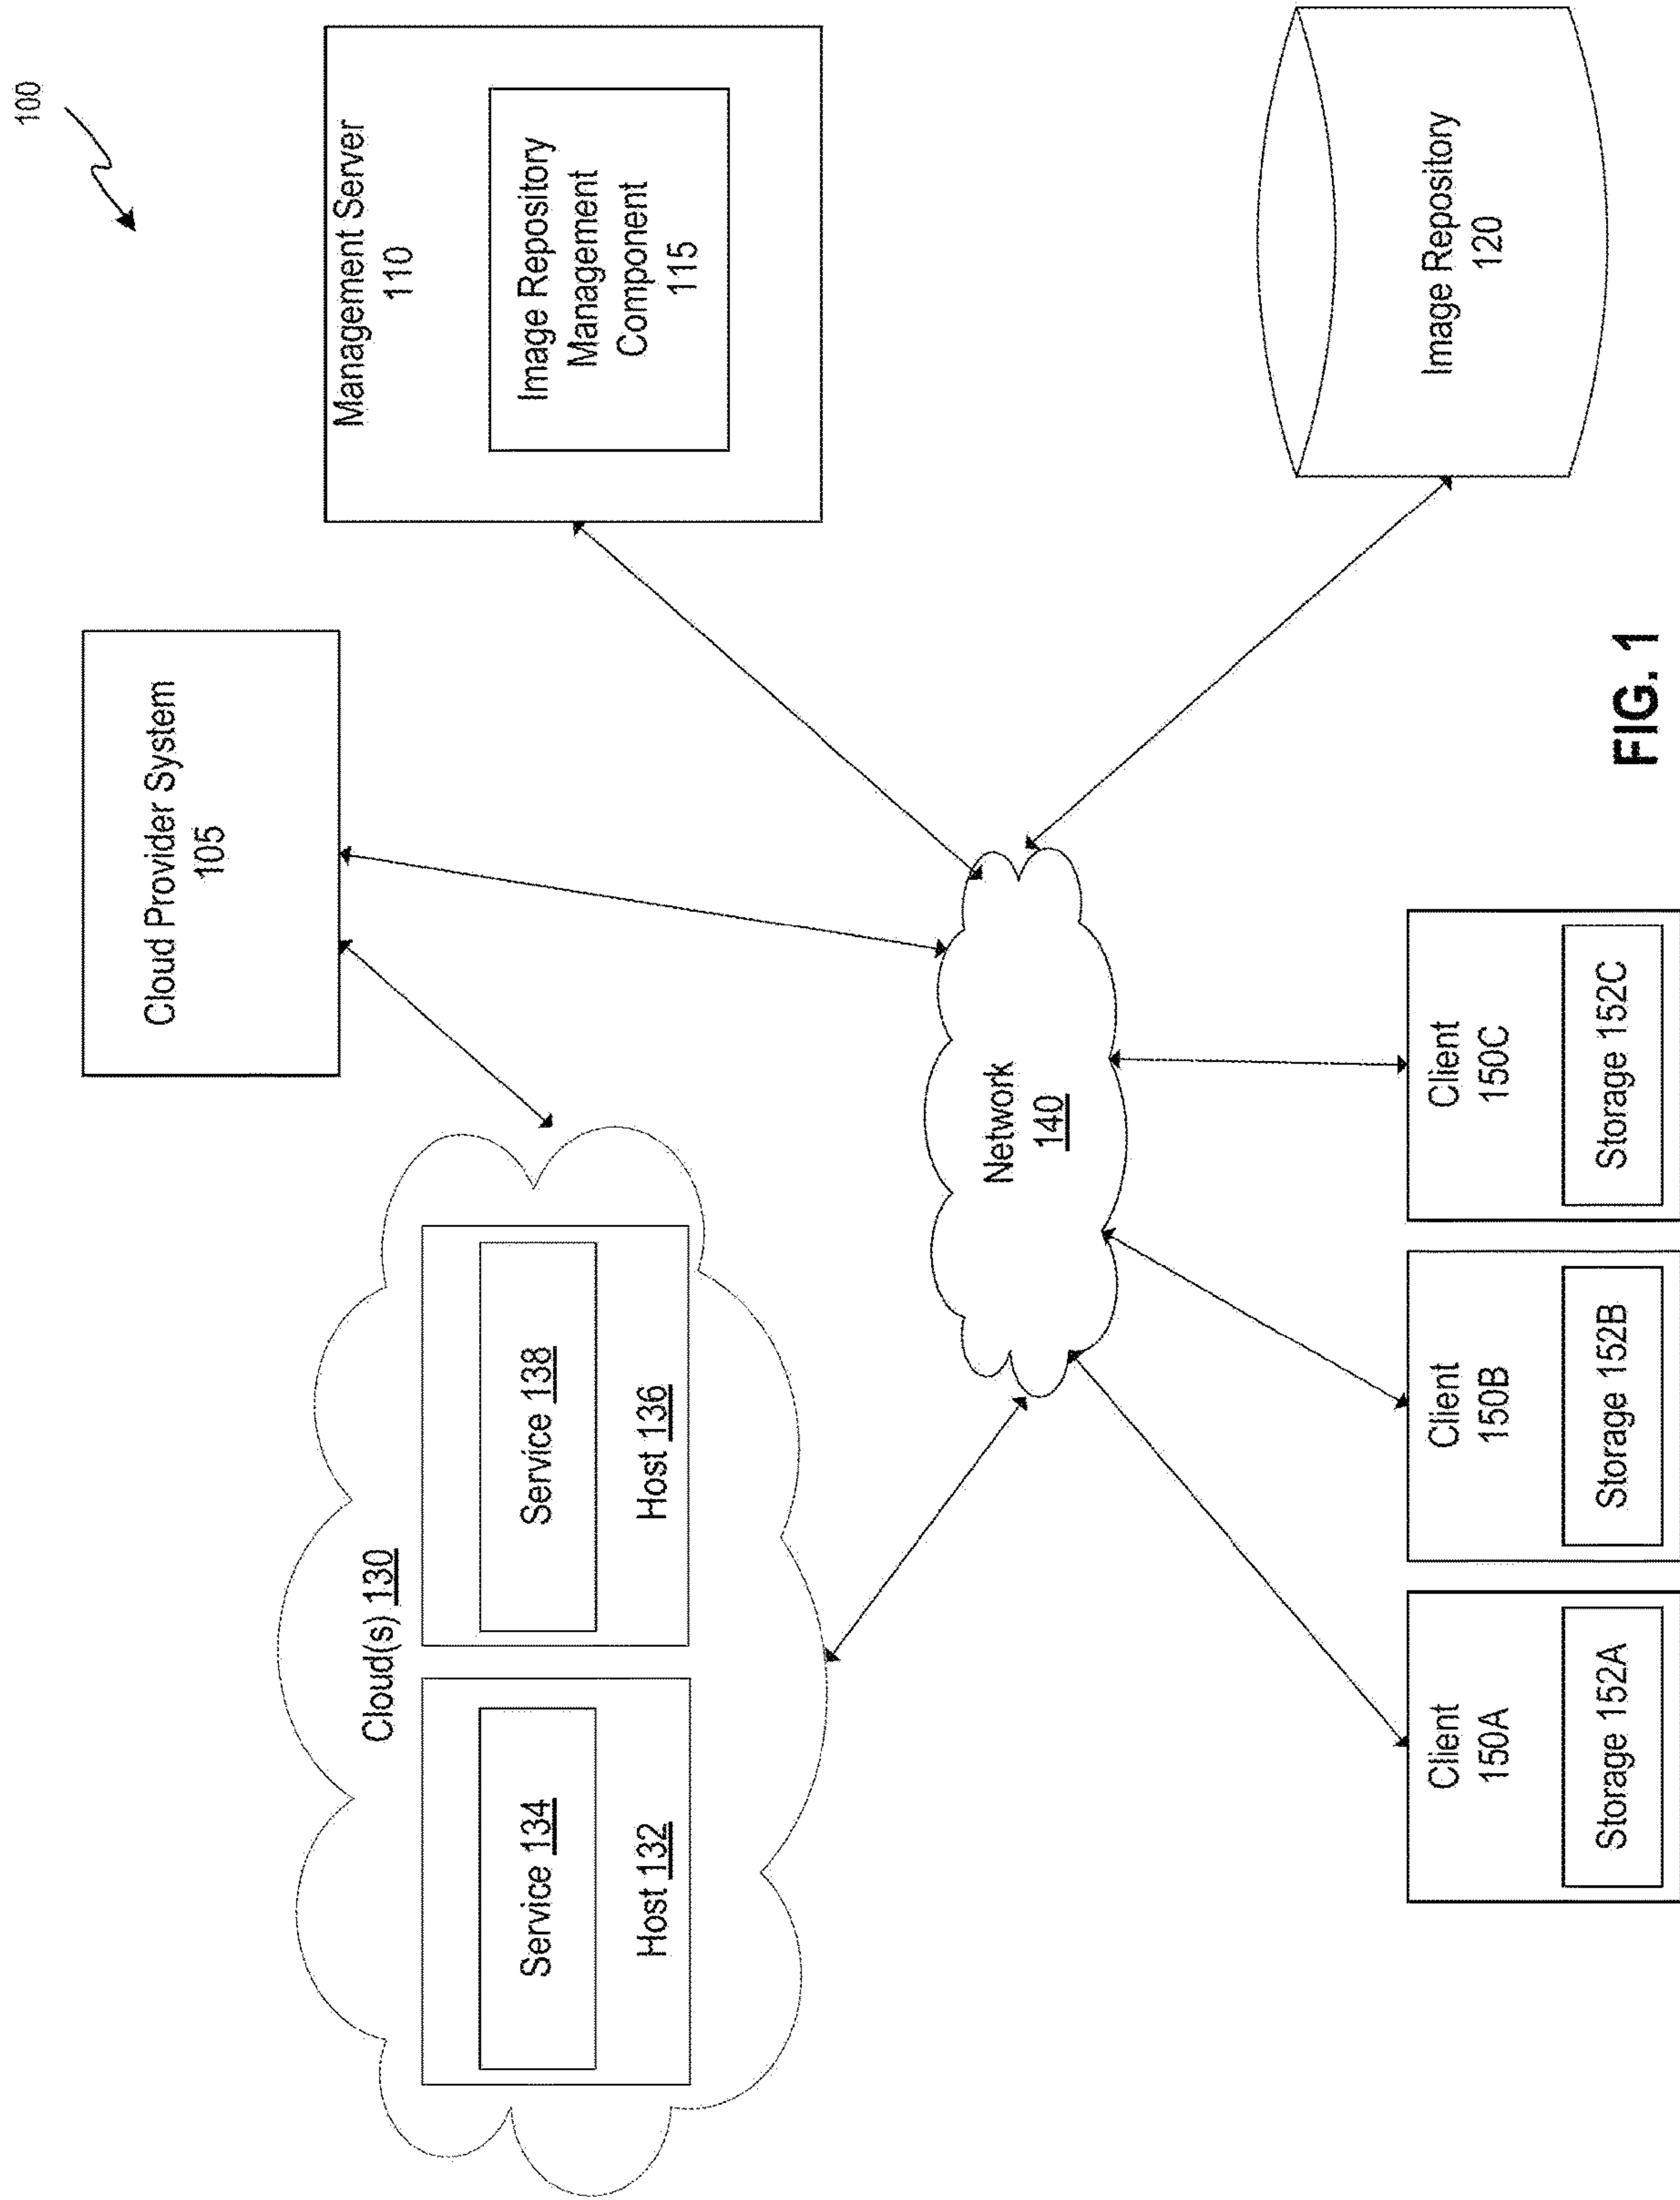 100
Cloud Provider System
105
Management Server
110
Image Repository
Management
Component
115
Cloud(s) 130
Service 134
Host 132
Service 138
Host 136
Network
140
Image Repository
120
Client
150A
Storage 152A
Client
150B
Storage 152B
Client
150C
Storage 152C
FIG. 1